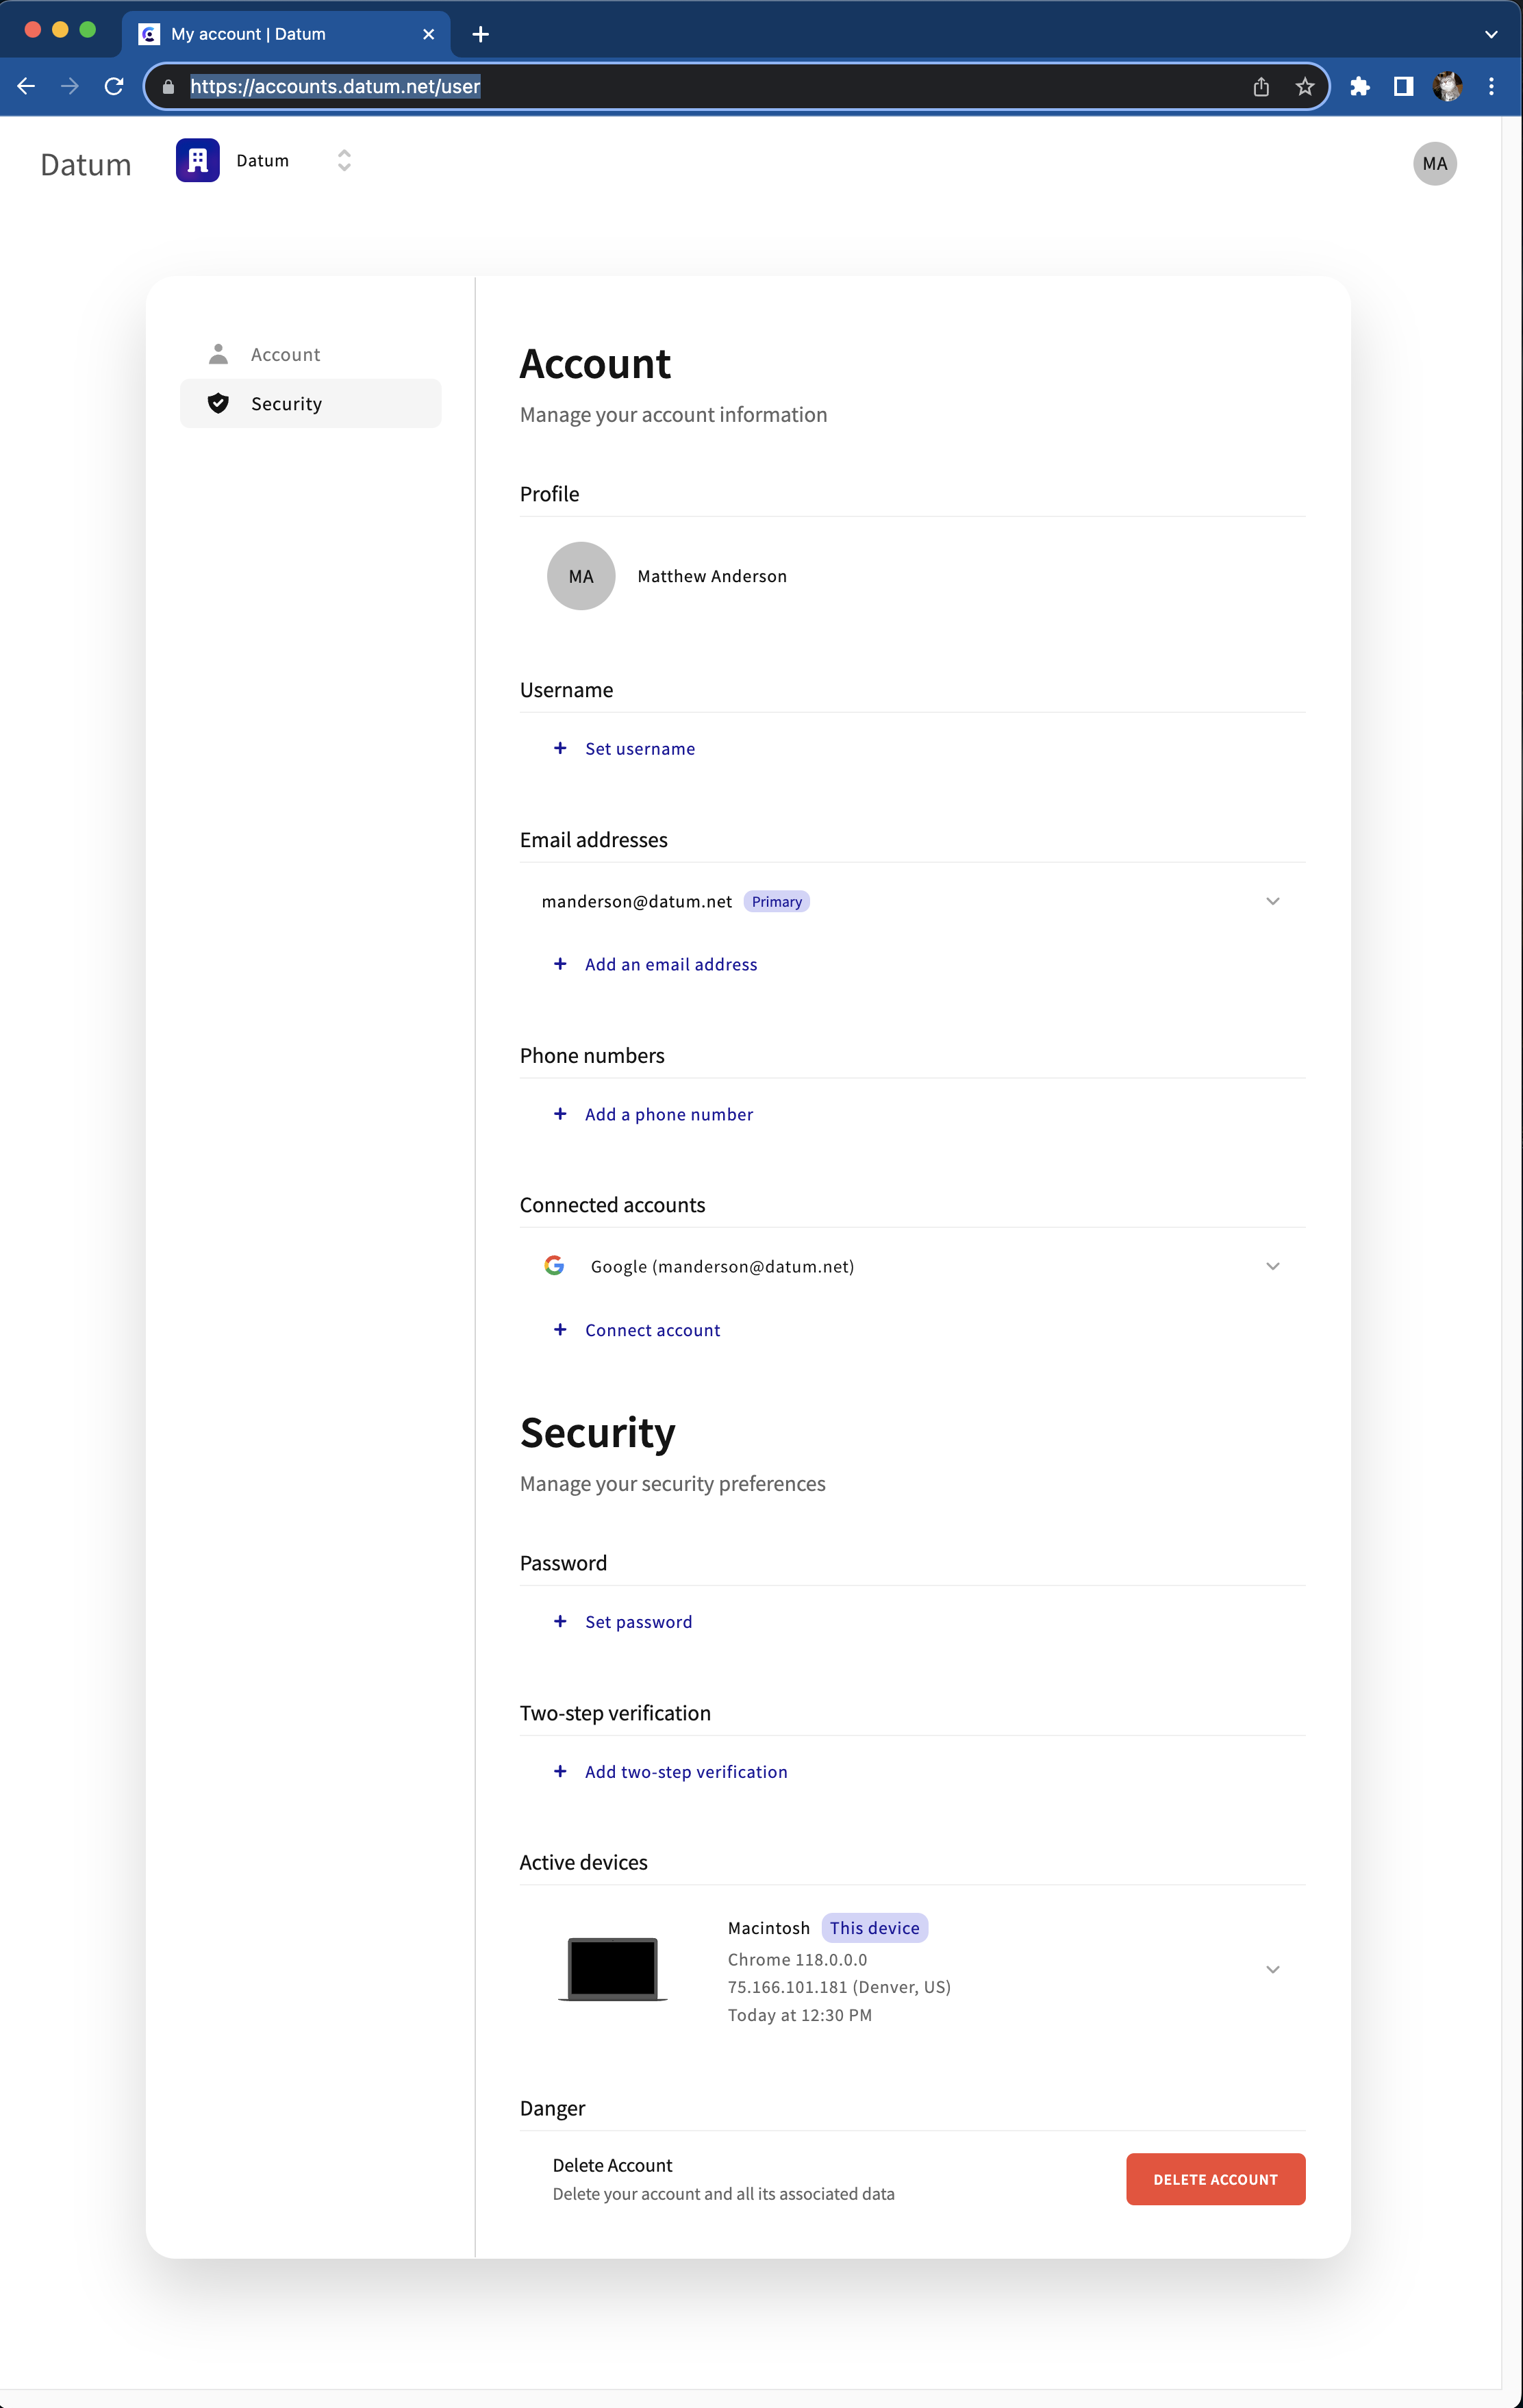 My account | Datum
https://accounts.datum.net/user
Datum
Datum
MA
Account
Security
Account
Manage your account information
Profile
MA
Matthew Anderson
Username
+ Set username
Email addresses
manderson@datum.net Primary
+ Add an email address
Phone numbers
+ Add a phone number
Connected accounts
G Google (manderson@datum.net)
+ Connect account
Security
Manage your security preferences
Password
+ Set password
Two-step verification
+ Add two-step verification
Active devices
Macintosh This device
Chrome 118.0.0.0
75.166.101.181 (Denver, US)
Today at 12:30 PM
Danger
Delete Account
Delete your account and all its associated data
DELETE ACCOUNT